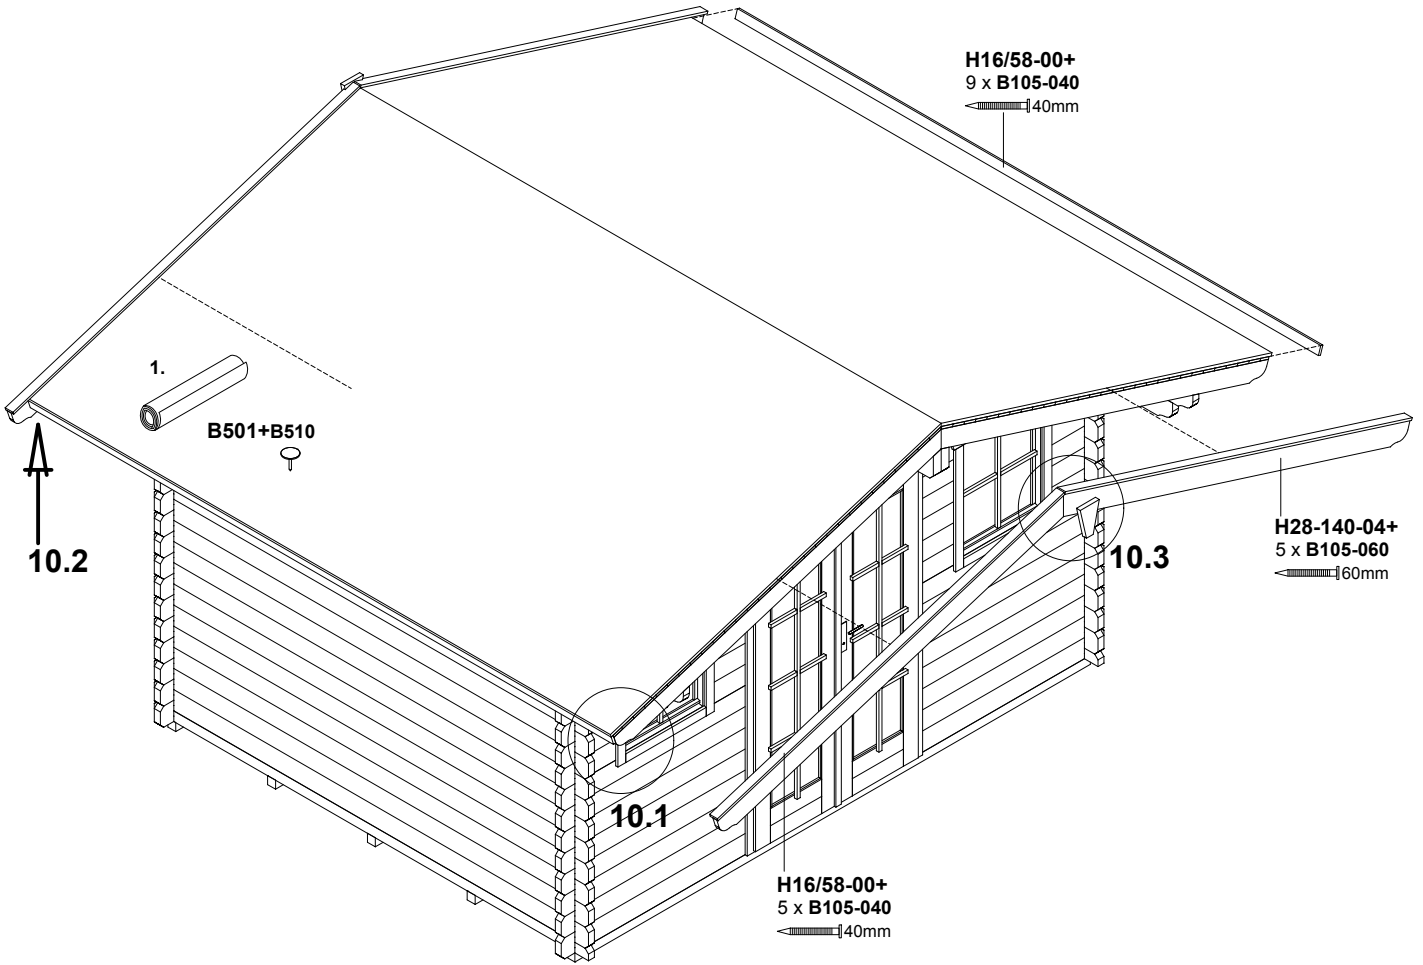 H16/58-00+
9 x B105-040
40mm
1.
B501+B510
10.2
10.3
H28-140-04+
5 x B105-060
60mm
10.1
H16/58-00+
5 x B105-040
40mm